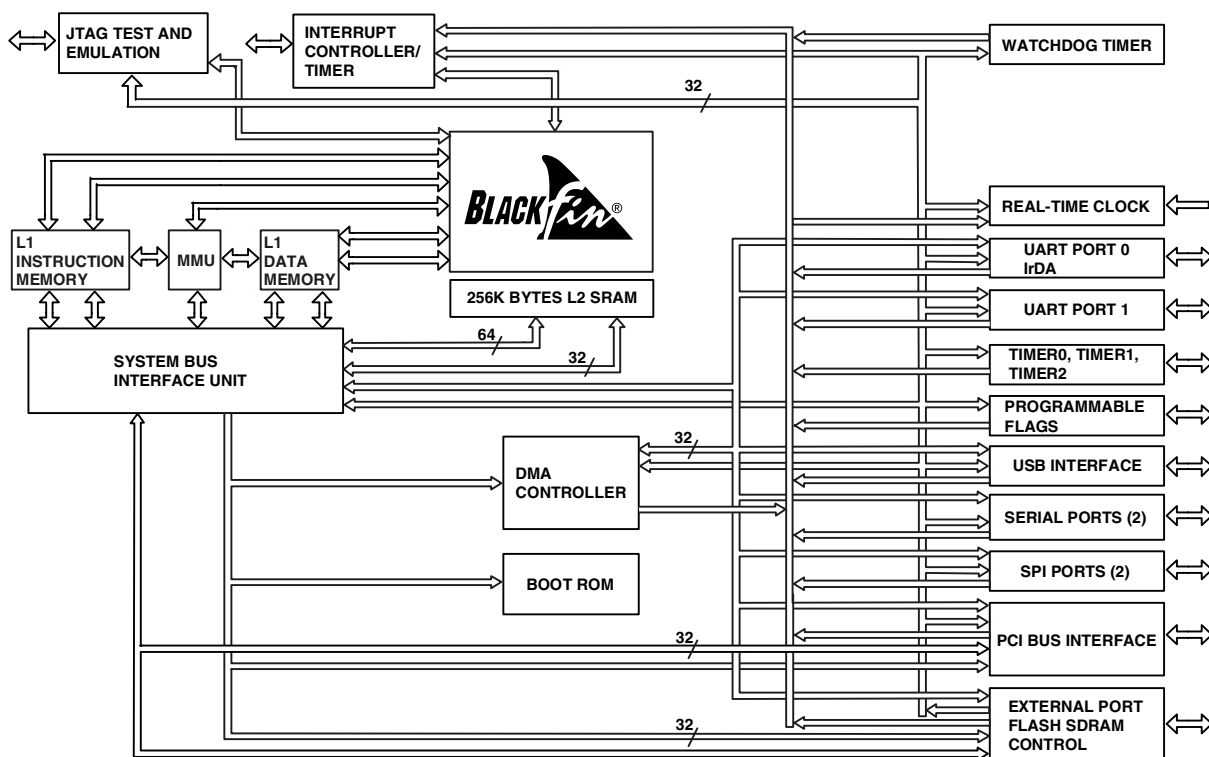 JTAG TEST AND
EMULATION
INTERRUPT
CONTROLLER/
TIMER
WATCHDOG TIMER
32
BLACKfin®
REAL-TIME CLOCK
L1
INSTRUCTION
MEMORY
MMU
L1
DATA
MEMORY
UART PORT 0
IrDA
256K BYTES L2 SRAM
UART PORT 1
64
32
SYSTEM BUS
INTERFACE UNIT
TIMER0, TIMER1,
TIMER2
PROGRAMMABLE
FLAGS
32
DMA
CONTROLLER
USB INTERFACE
SERIAL PORTS (2)
BOOT ROM
SPI PORTS (2)
32
PCI BUS INTERFACE
32
EXTERNAL PORT
FLASH SDRAM
CONTROL